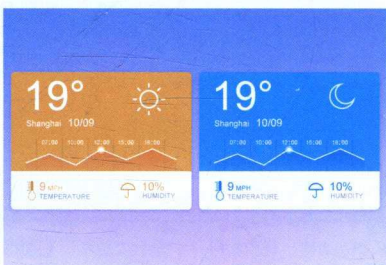 19°
Shanghai 10/09
07:00 10:00 12:00 15:00 18:00
9 MPH
TEMPERATURE
10%
HUMIDITY
19°
Shanghai 10/09
07:00 10:00 12:00 15:00 18:00
9 MPH
TEMPERATURE
10%
HUMIDITY